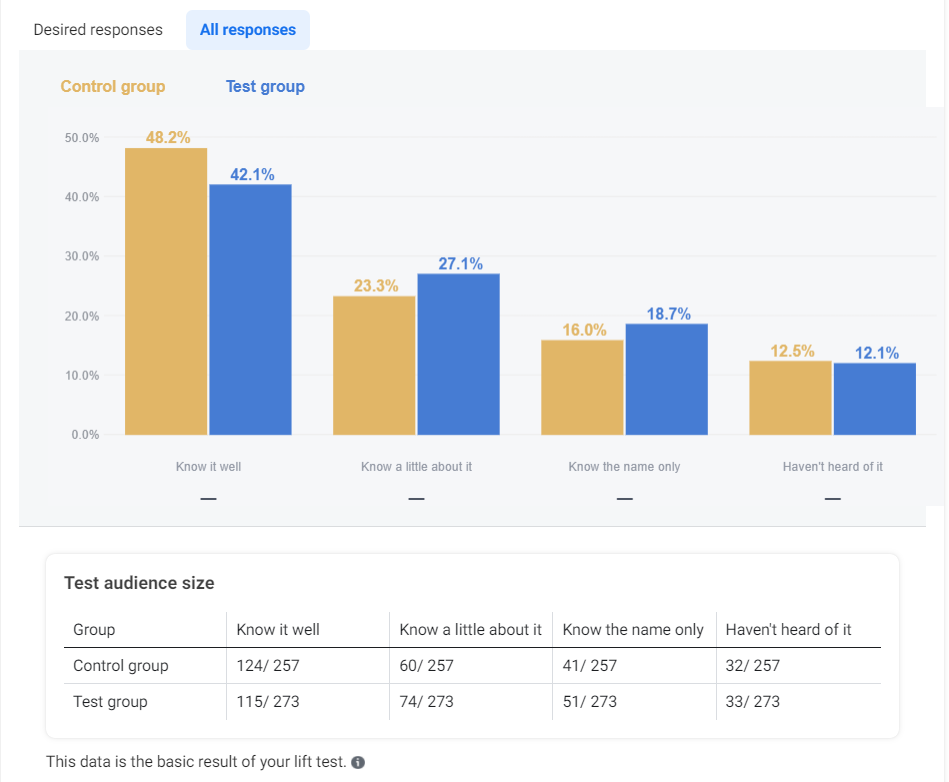 Desired responses All responses
Control group Test group
50.0%
40.0%
30.0%
20.0%
10.0%
0.0%
48.2% 42.1% 23.3% 27.1% 16.0% 18.7% 12.5% 12.1%
Know it well Know a little about it Know the name only Haven't heard of it
— — — —
Test audience size
Group Know it well Know a little about it Know the name only Haven't heard of it
Control group 124/ 257 60/ 257 41/ 257 32/ 257
Test group 115/ 273 74/ 273 51/ 273 33/ 273
This data is the basic result of your lift test.